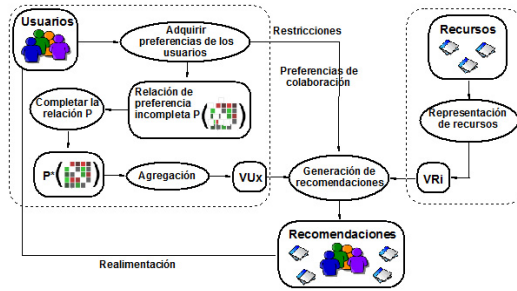 Usuarios
Adquirir
preferencias de los
usuarios
Restricciones
Preferencias de
colaboración
Recursos
Completar la
relación P
Relación de
preferencia
incompleta P
Representación
de recursos
P*
Agregación
VUx
Generación de
recomendaciones
VRi
Recomendaciones
Realimentación